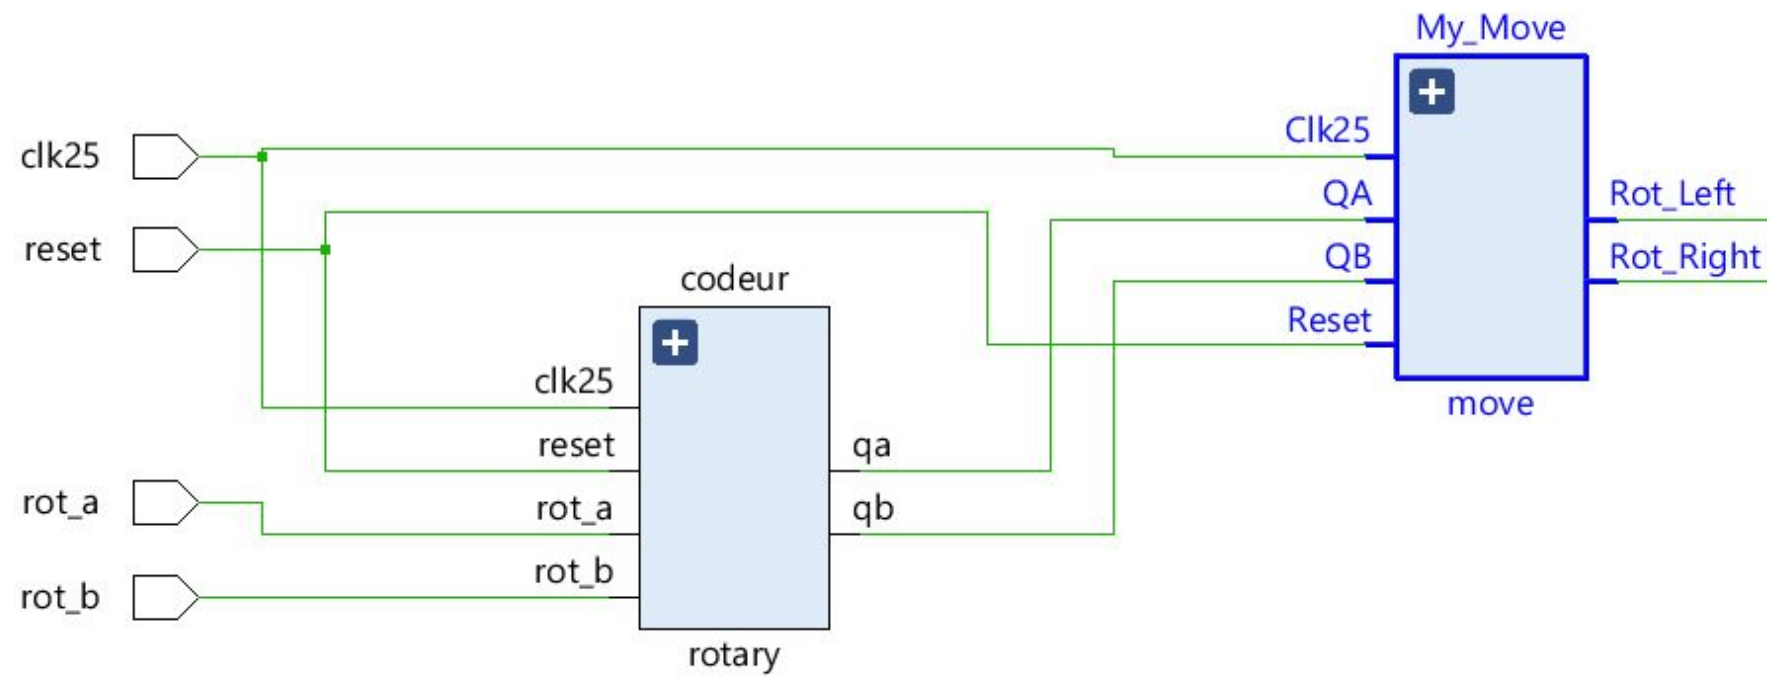 My_Move
Clk25
clk25
QA
Rot_Left
reset
QB
Rot_Right
codeur
Reset
clk25
move
reset
qa
rot_a
rot_a
qb
rot_b
rot_b
rotary